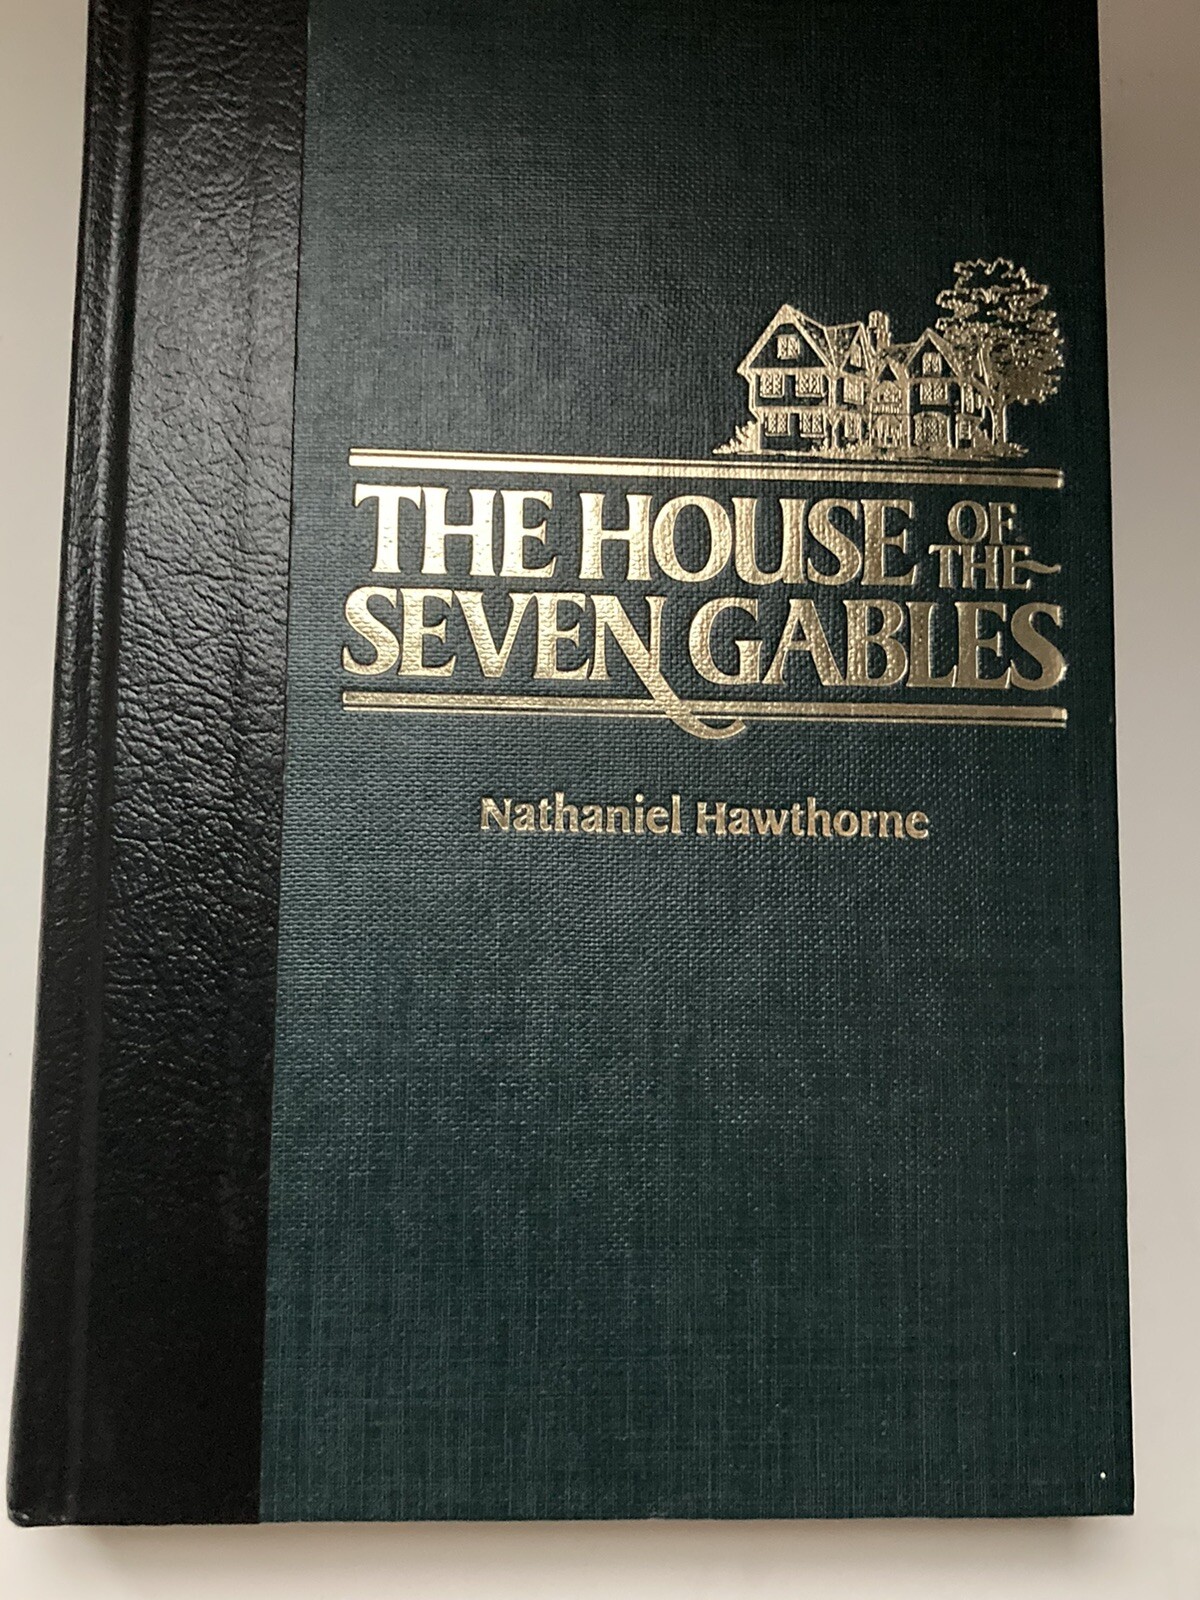 THE HOUSE OF THE
SEVEN GABLES
Nathaniel Hawthorne